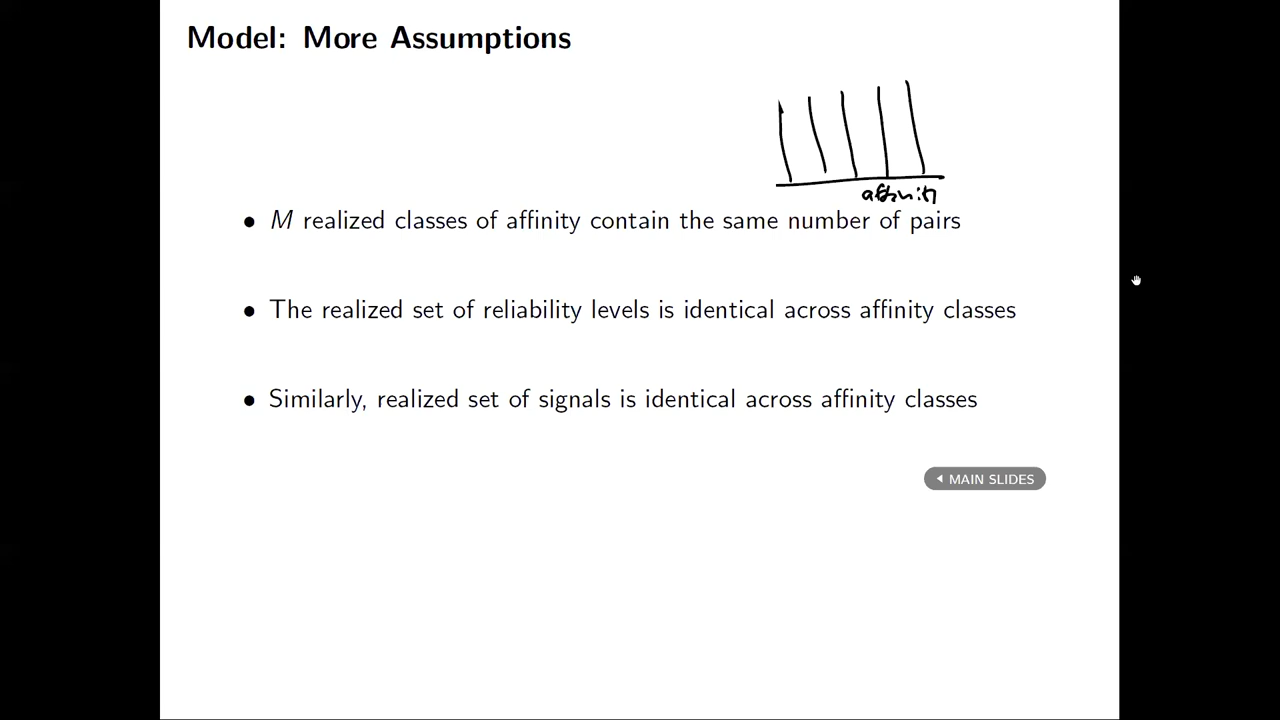 Model: More Assumptions
affinity
• M realized classes of affinity contain the same number of pairs
• The realized set of reliability levels is identical across affinity classes
• Similarly, realized set of signals is identical across affinity classes
MAIN SLIDES